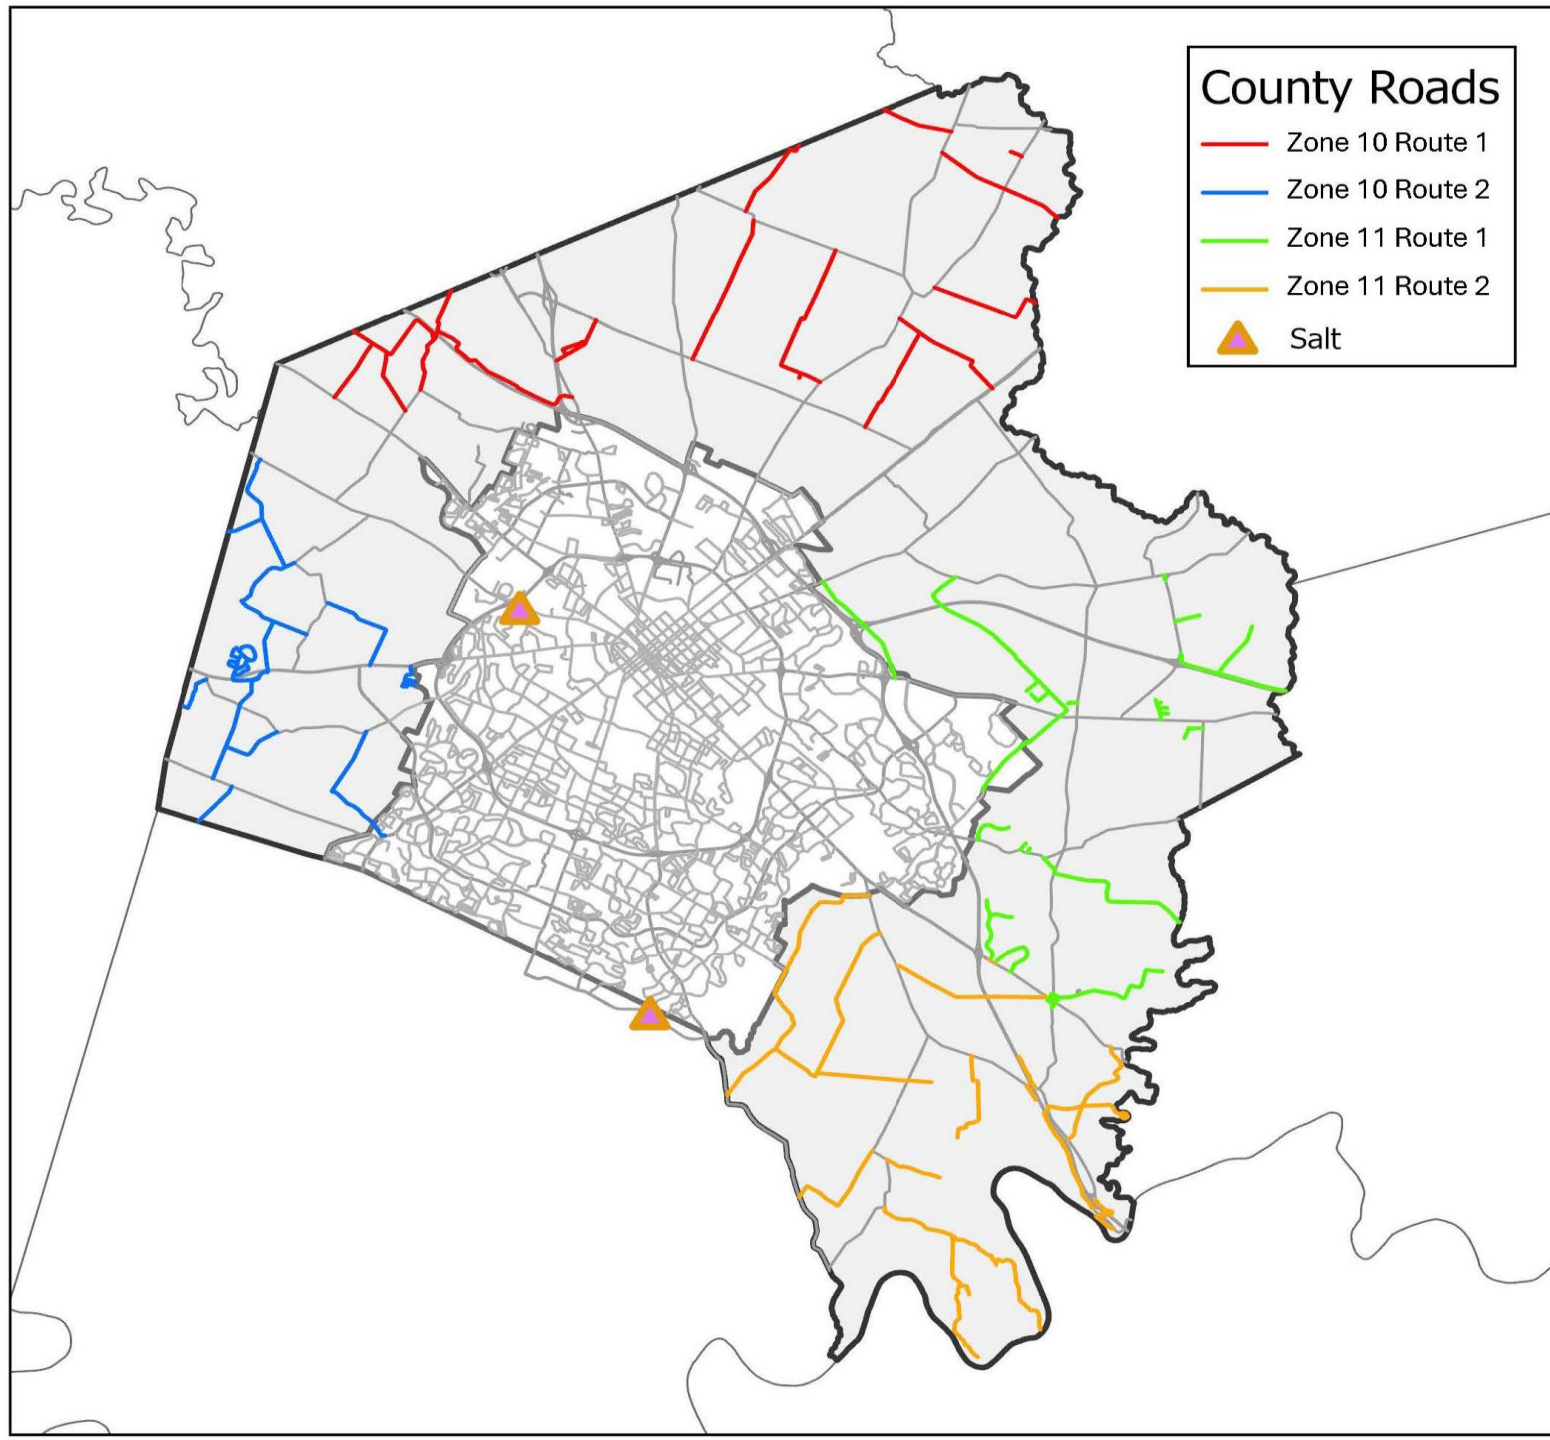 County Roads
Zone 10 Route 1
Zone 10 Route 2
Zone 11 Route 1
Zone 11 Route 2
Salt